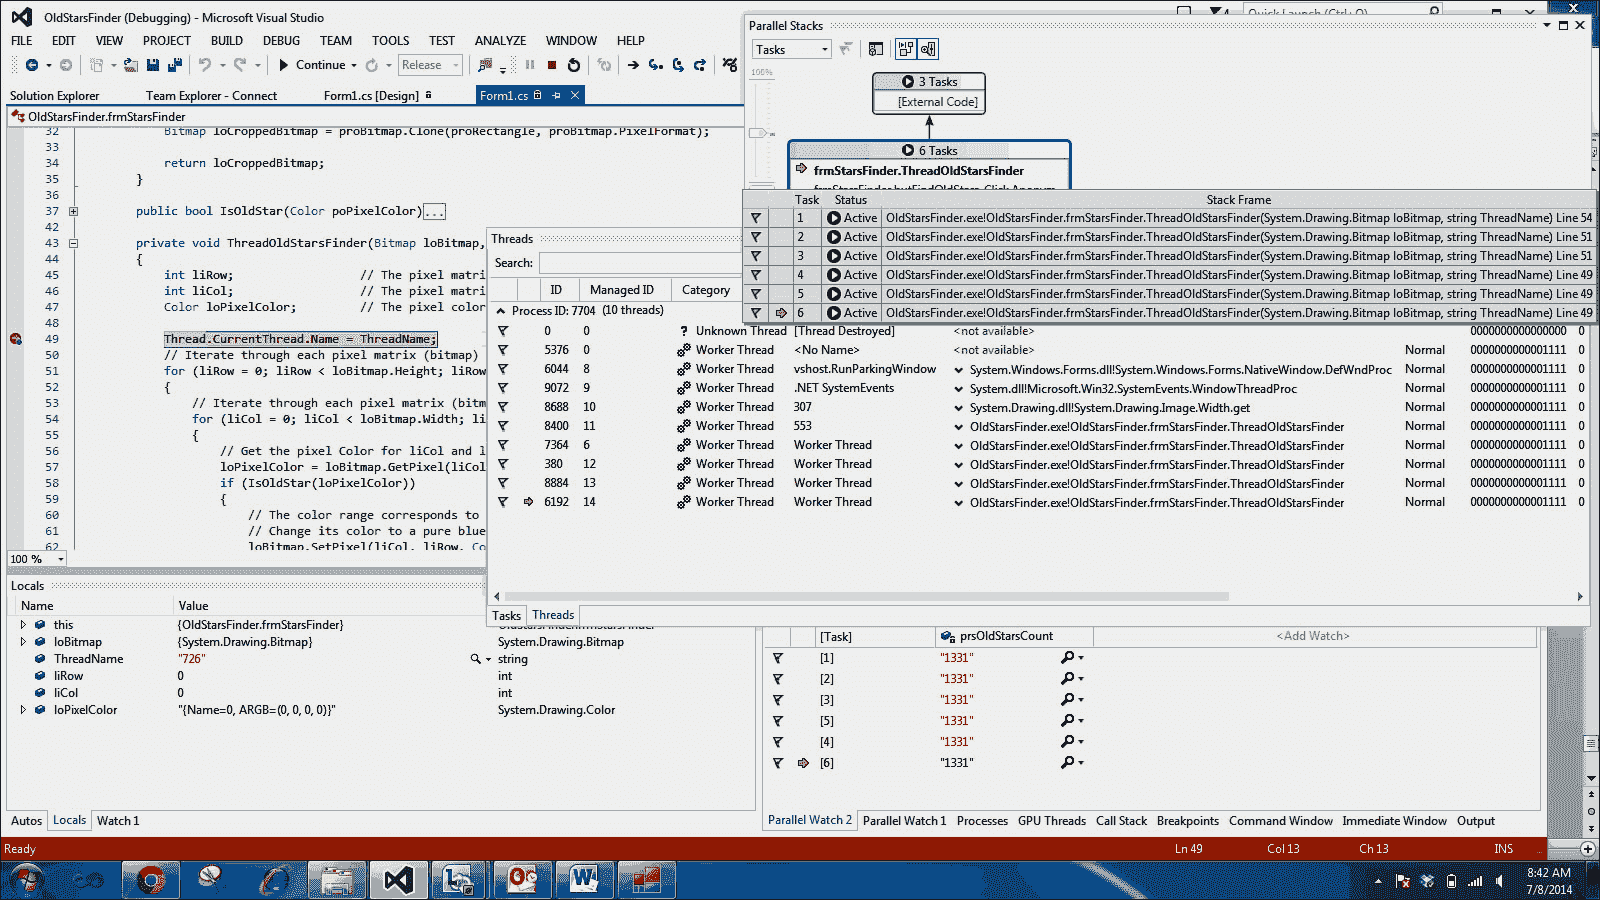 OldStarsFinder (Debugging) - Microsoft Visual Studio
Quick Launch (Ctrl+Q)
FILE EDIT VIEW PROJECT BUILD DEBUG TEAM TOOLS TEST ANALYZE WINDOW HELP
Continue Release
Solution Explorer Team Explorer - Connect Form1.cs [Design] Form1.cs
OldStarsFinder.frmStarsFinder
32 Bitmap loCroppedBitmap = proBitmap.Clone(proRectangle, proBitmap.PixelFormat);
33
34 return loCroppedBitmap;
35 }
36
37 public bool IsOldStar(Color poPixelColor)...
42
43 private void ThreadOldStarsFinder(Bitmap loBitmap,
44 {
45 int liRow; // The pixel matri
46 int liCol; // The pixel matri
47 Color loPixelColor; // The pixel color
48
49 Thread.CurrentThread.Name = ThreadName;
50 // Iterate through each pixel matrix (bitmap)
51 for (liRow = 0; liRow < loBitmap.Height; liRow
52 {
53 // Iterate through each pixel matrix (bitm
54 for (liCol = 0; liCol < loBitmap.Width; li
55 {
56 // Get the pixel Color for liCol and l
57 loPixelColor = loBitmap.GetPixel(liCol
58 if (IsOldStar(loPixelColor))
59 {
60 // The color range corresponds to
61 // Change its color to a pure blue
62 loBitmap.SetPixel(liCol, liRow, Co
100 %
Parallel Stacks
Tasks
100%
3 Tasks
[External Code]
6 Tasks
frmStarsFinder.ThreadOldStarsFinder
frmStarsFinder.butFindOldStars_Click.Anonym
Task Status Stack Frame
1 Active OldStarsFinder.exe!OldStarsFinder.frmStarsFinder.ThreadOldStarsFinder(System.Drawing.Bitmap loBitmap, string ThreadName) Line 54
2 Active OldStarsFinder.exe!OldStarsFinder.frmStarsFinder.ThreadOldStarsFinder(System.Drawing.Bitmap loBitmap, string ThreadName) Line 51
3 Active OldStarsFinder.exe!OldStarsFinder.frmStarsFinder.ThreadOldStarsFinder(System.Drawing.Bitmap loBitmap, string ThreadName) Line 51
4 Active OldStarsFinder.exe!OldStarsFinder.frmStarsFinder.ThreadOldStarsFinder(System.Drawing.Bitmap loBitmap, string ThreadName) Line 49
5 Active OldStarsFinder.exe!OldStarsFinder.frmStarsFinder.ThreadOldStarsFinder(System.Drawing.Bitmap loBitmap, string ThreadName) Line 49
6 Active OldStarsFinder.exe!OldStarsFinder.frmStarsFinder.ThreadOldStarsFinder(System.Drawing.Bitmap loBitmap, string ThreadName) Line 49
Threads
Search:
ID Managed ID Category
Process ID: 7704 (10 threads)
0 0 ? Unknown Thread [Thread Destroyed] <not available> 0000000000000000 0
5376 0 Worker Thread <No Name> <not available> Normal 0000000000001111 0
6044 8 Worker Thread vshost.RunParkingWindow System.Windows.Forms.dll!System.Windows.Forms.NativeWindow.DefWndProc Normal 0000000000001111 0
9072 9 Worker Thread .NET SystemEvents System.dll!Microsoft.Win32.SystemEvents.WindowThreadProc Normal 0000000000001111 0
8688 10 Worker Thread 307 System.Drawing.dll!System.Drawing.Image.Width.get Normal 0000000000001111 0
8400 11 Worker Thread 553 OldStarsFinder.exe!OldStarsFinder.frmStarsFinder.ThreadOldStarsFinder Normal 0000000000001111 0
7364 6 Worker Thread Worker Thread OldStarsFinder.exe!OldStarsFinder.frmStarsFinder.ThreadOldStarsFinder Normal 0000000000001111 0
380 12 Worker Thread Worker Thread OldStarsFinder.exe!OldStarsFinder.frmStarsFinder.ThreadOldStarsFinder Normal 0000000000001111 0
8884 13 Worker Thread Worker Thread OldStarsFinder.exe!OldStarsFinder.frmStarsFinder.ThreadOldStarsFinder Normal 0000000000001111 0
6192 14 Worker Thread Worker Thread OldStarsFinder.exe!OldStarsFinder.frmStarsFinder.ThreadOldStarsFinder Normal 0000000000001111 0
Tasks Threads
Locals
Name Value
this {OldStarsFinder.frmStarsFinder} OldStarsFinder.frmStarsFinder
loBitmap {System.Drawing.Bitmap} System.Drawing.Bitmap
ThreadName "726" string
liRow 0 int
liCol 0 int
loPixelColor "{Name=0, ARGB=(0, 0, 0, 0)}" System.Drawing.Color
Autos Locals Watch 1
[Task] prsOldStarsCount <Add Watch>
[1] "1331"
[2] "1331"
[3] "1331"
[5] "1331"
[4] "1331"
[6] "1331"
Parallel Watch 2 Parallel Watch 1 Processes GPU Threads Call Stack Breakpoints Command Window Immediate Window Output
Ready Ln 49 Col 13 Ch 13 INS
8:42 AM
7/8/2014